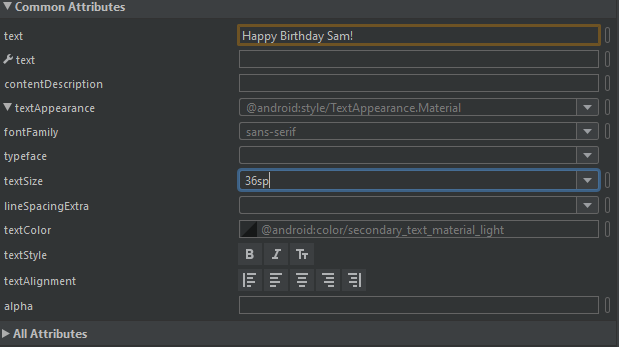 Common Attributes
text Happy Birthday Sam!
text
contentDescription
textAppearance @android:style/TextAppearance.Material
fontFamily sans-serif
typeface
textSize 36sp
lineSpacingExtra
textColor @android:color/secondary_text_material_light
textStyle B I Tт
textAlignment
alpha
All Attributes